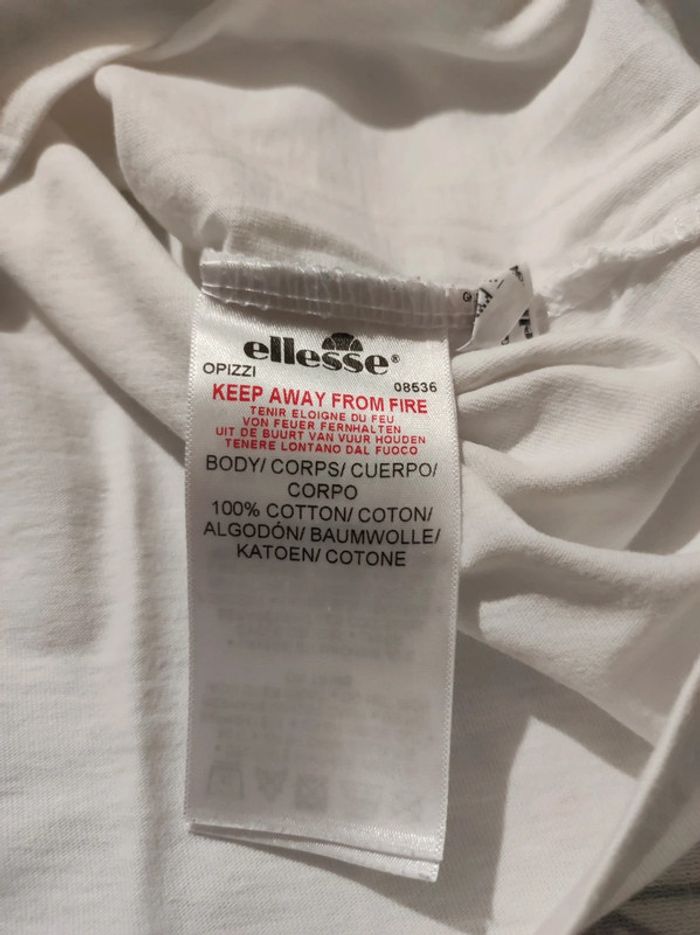 ellesse®
OPIZZI 08536
KEEP AWAY FROM FIRE
TENIR ELOIGNE DU FEU
VON FEUER FERNHALTEN
UIT DE BUURT VAN VUUR HOUDEN
TENERE LONTANO DAL FUOCO
BODY/ CORPS/ CUERPO/
CORPO
100% COTTON/ COTON/
ALGODÓN/ BAUMWOLLE/
KATOEN/ COTONE